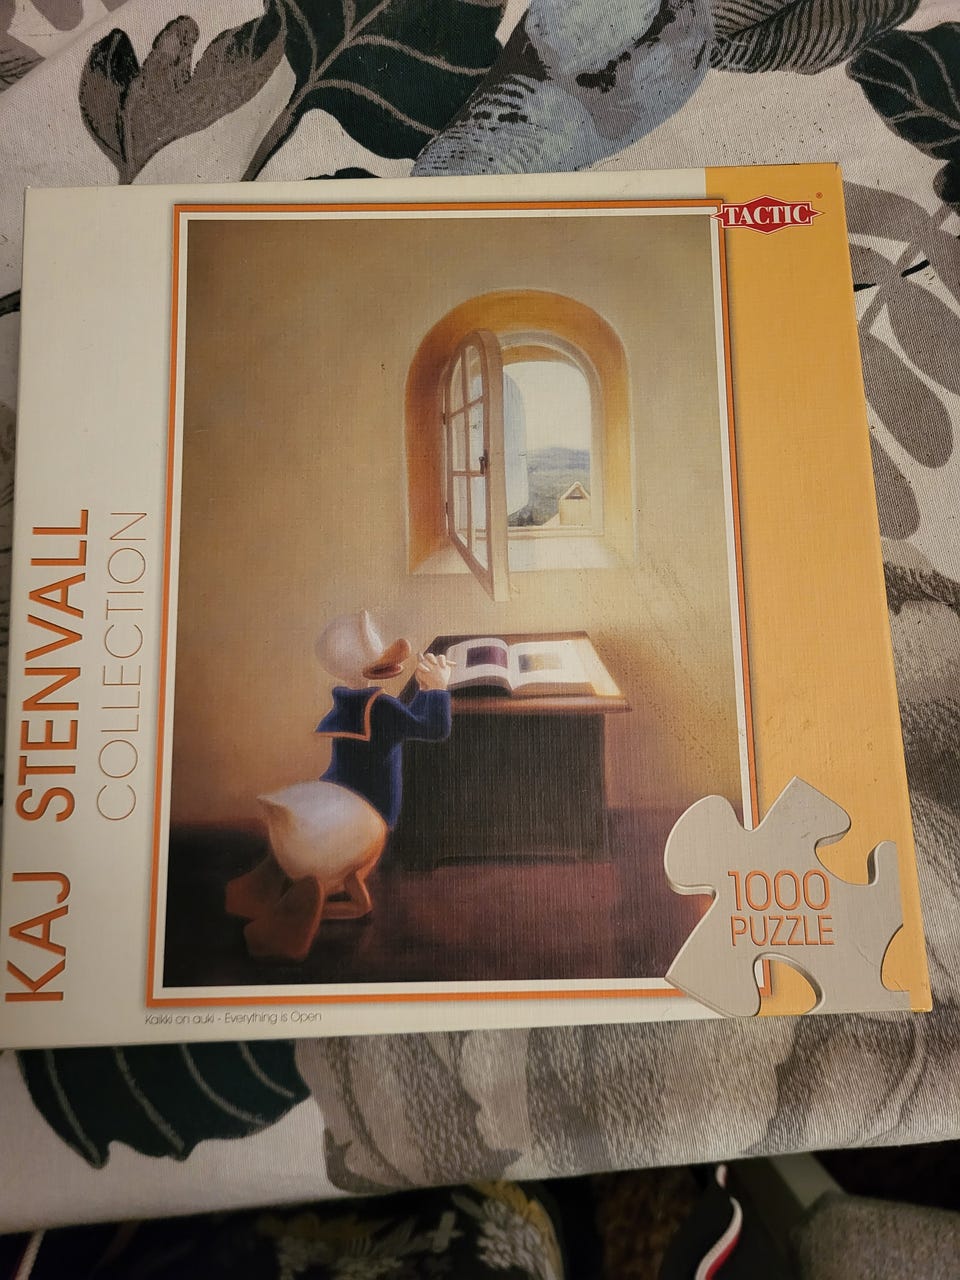 TACTIC®
KAJ STENVALL
COLLECTION
1000
PUZZLE
Kaikki on auki - Everything is Open